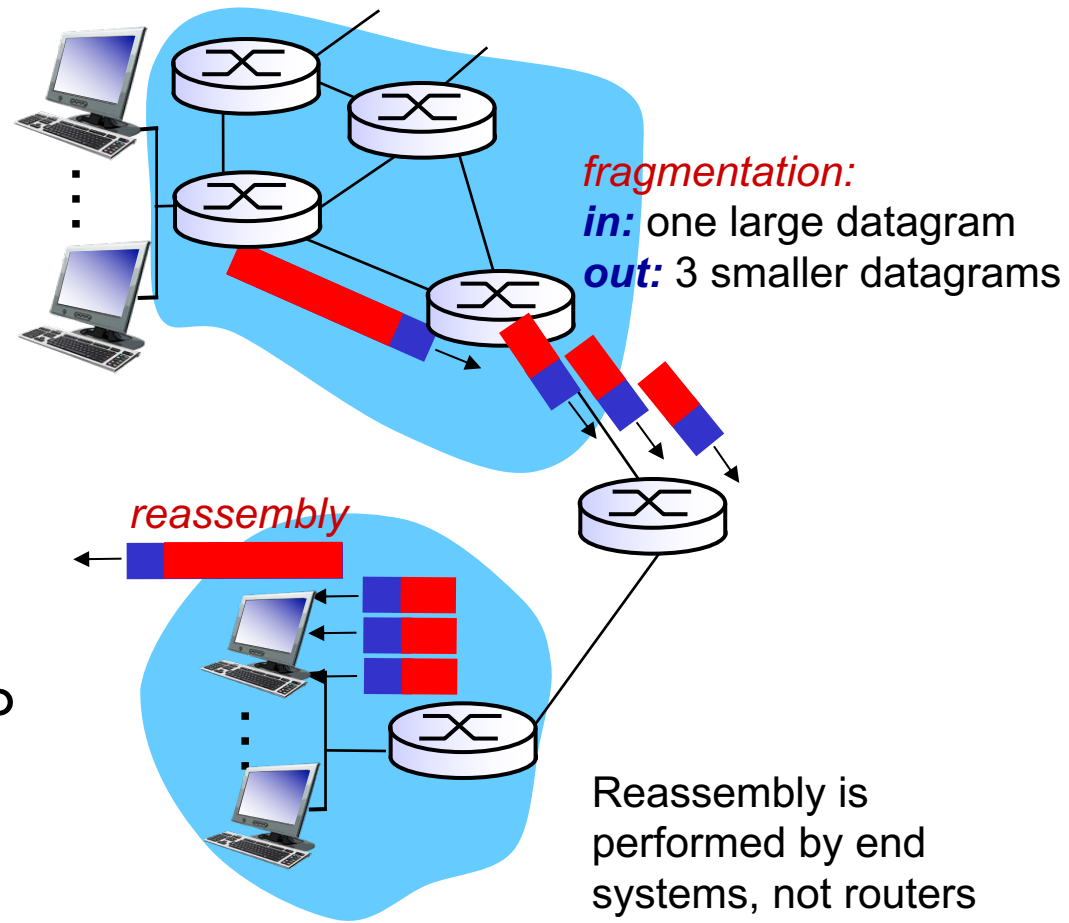 fragmentation:
in: one large datagram
out: 3 smaller datagrams
reassembly
Reassembly is
performed by end
systems, not routers